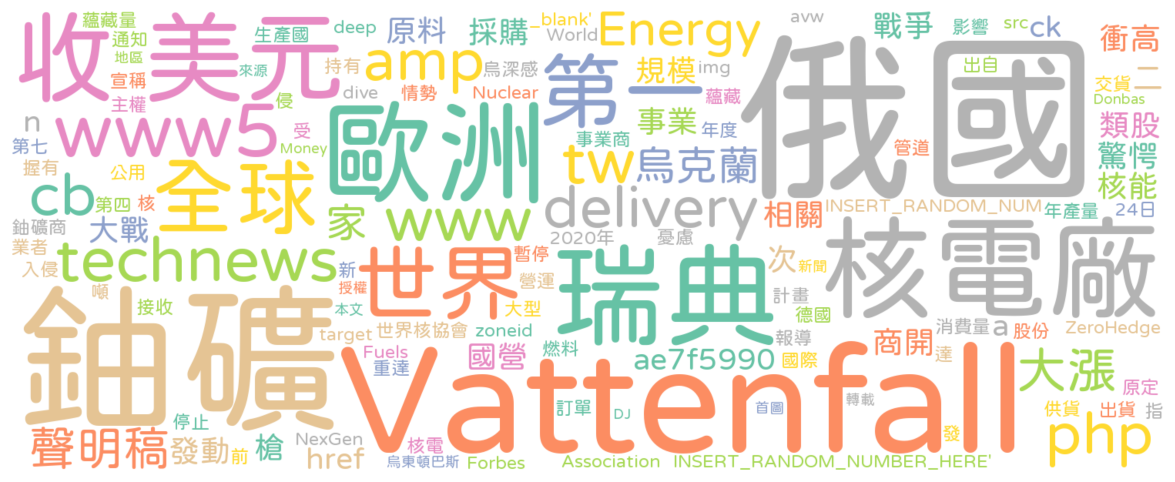 蘊藏量
通知
地區
生產國
deep
原料
採購
_blank'
World
Energy
avw
戰爭
影響
src
ck
衝高
收美元
宣稱
主權
來源
持有
amp
dive
情勢
烏深感
Nuclear
第一
規模
img
蘊藏
俄國
出自
交貨
二
Donbas
類股
n
www5
侵
受
Money
歐洲
事業
事業商
年度
管道
驚愕
第七
握有
全球
公用
tw
烏克蘭
核能
cb
第四
核
家
www
delivery
相關
INSERT_RANDOM_NUM
年產量
24日
鈾礦商
大戰
業者
入侵
technews
2020年
憂慮
核電廠
新
授權
世界
暫停
瑞典
次
新聞
噸
接收
本文
營運
大型
計畫
鈾礦
target
世界核協會
zoneid
德國
消費量
a
股份
ZeroHedge
報導
Fuels
重達
國營
燃料
ae7f5990
國際
商開
達
大漲
原定
Vattenfall
停止
訂單
DJ
首圖
轉載
供貨
出貨
指
聲明稿
發動
前
槍
NexGen
href
核電
烏東頓巴斯
Forbes
Association
INSERT_RANDOM_NUMBER_HERE'
發
php